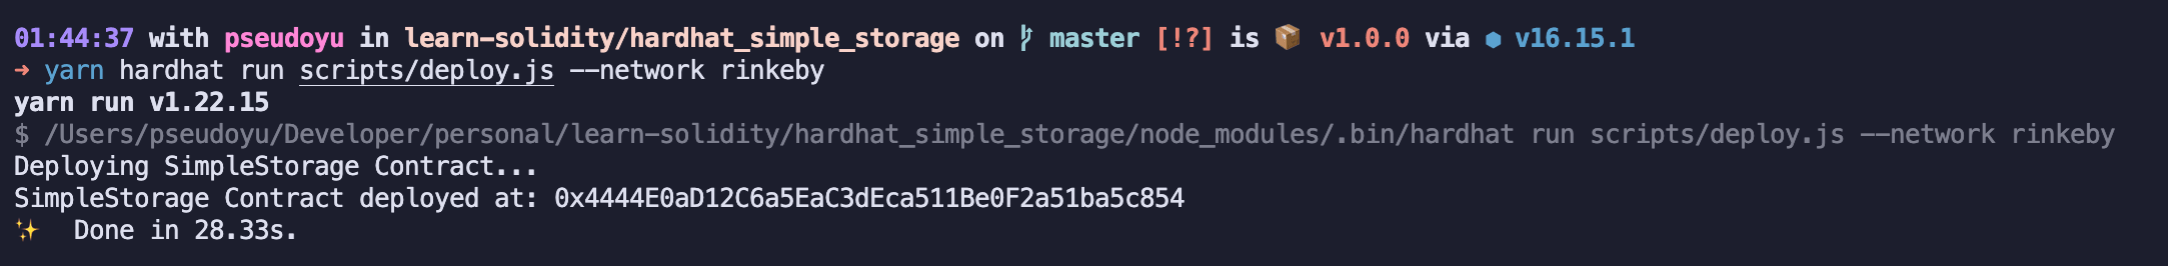 01:44:37 with pseudoyu in learn-solidity/hardhat_simple_storage on master [!?] is 📦 v1.0.0 via ⬢ v16.15.1
➜ yarn hardhat run scripts/deploy.js --network rinkeby
yarn run v1.22.15
$ /Users/pseudoyu/Developer/personal/learn-solidity/hardhat_simple_storage/node_modules/.bin/hardhat run scripts/deploy.js --network rinkeby
Deploying SimpleStorage Contract...
SimpleStorage Contract deployed at: 0x4444E0aD12C6a5EaC3dEca511Be0F2a51ba5c854
✨ Done in 28.33s.